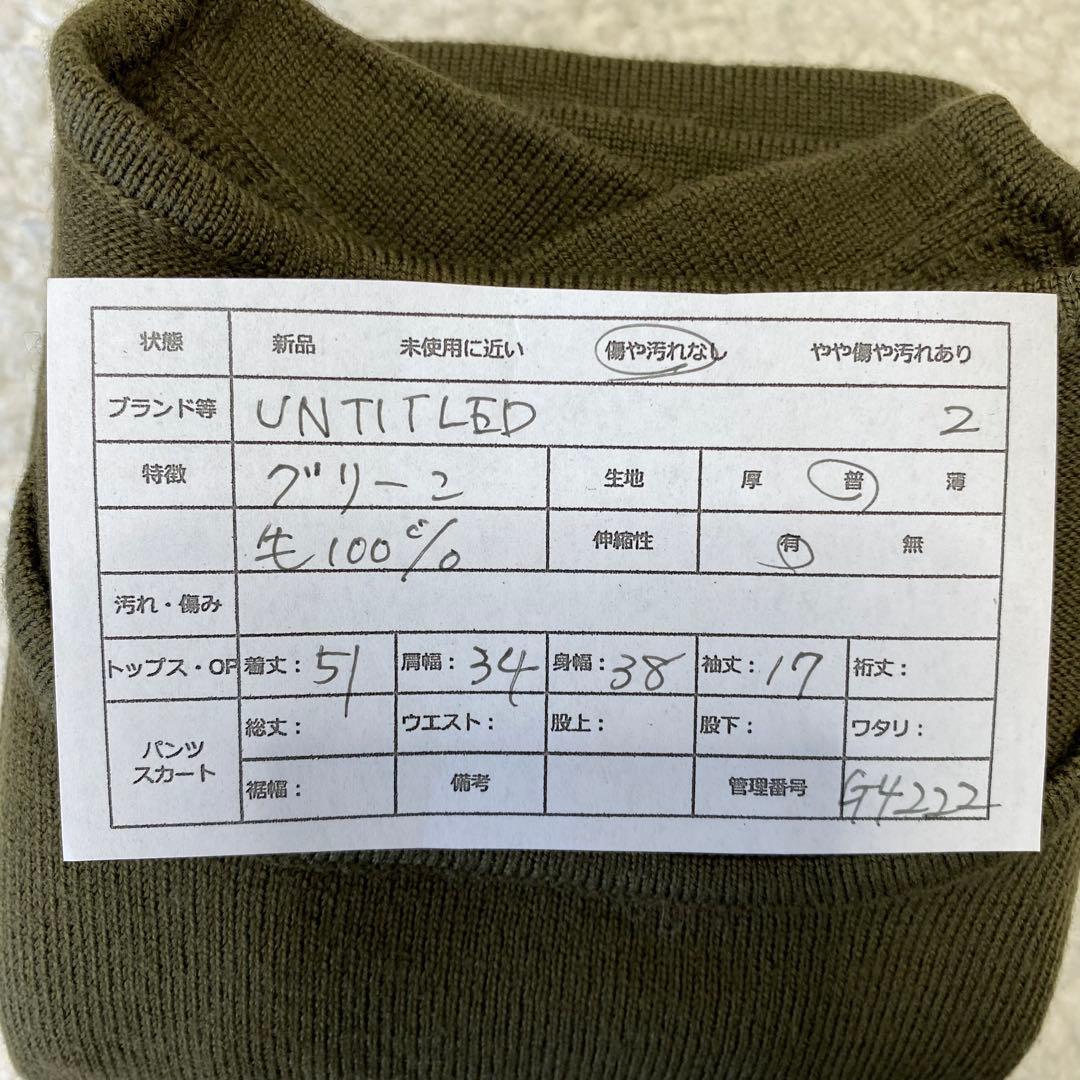 状態 新品 未使用に近い 傷や汚れなし やや傷や汚れあり
ブランド等 UNTITLED 2
特徴 グリーン 生地 厚 普 薄
毛100% 伸縮性 有 無
汚れ・傷み
トップス・OP 着丈: 51 肩幅: 34 身幅: 38 袖丈: 17 裄丈:
パンツ スカート 総丈: ウエスト: 股上: 股下: ワタリ:
裾幅: 備考 管理番号 G4222